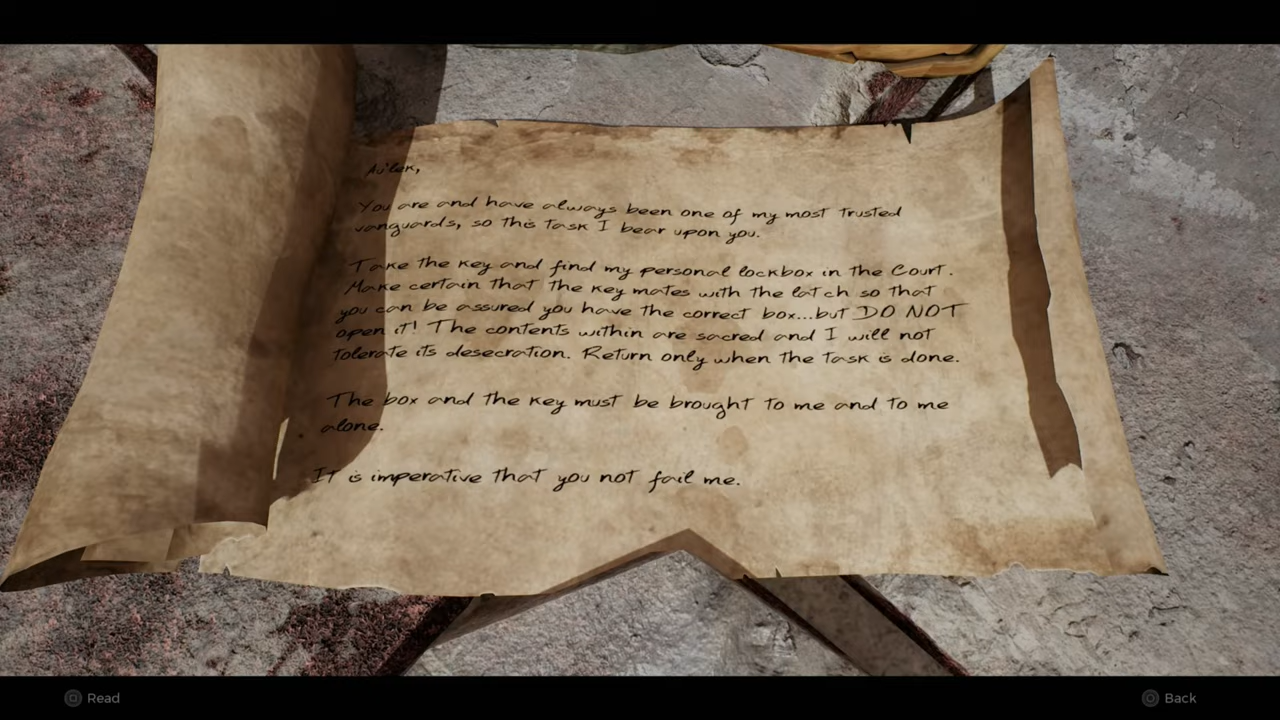 Au'lek,
You are and have always been one of my most trusted
vanguards, so this task I bear upon you.
Take the key and find my personal lockbox in the Court.
Make certain that the key mates with the latch so that
you can be assured you have the correct box...but DO NOT
open it! The contents within are sacred and I will not
tolerate its desecration. Return only when the task is done.
The box and the key must be brought to me and to me
alone.
It is imperative that you not fail me.
Read
Back